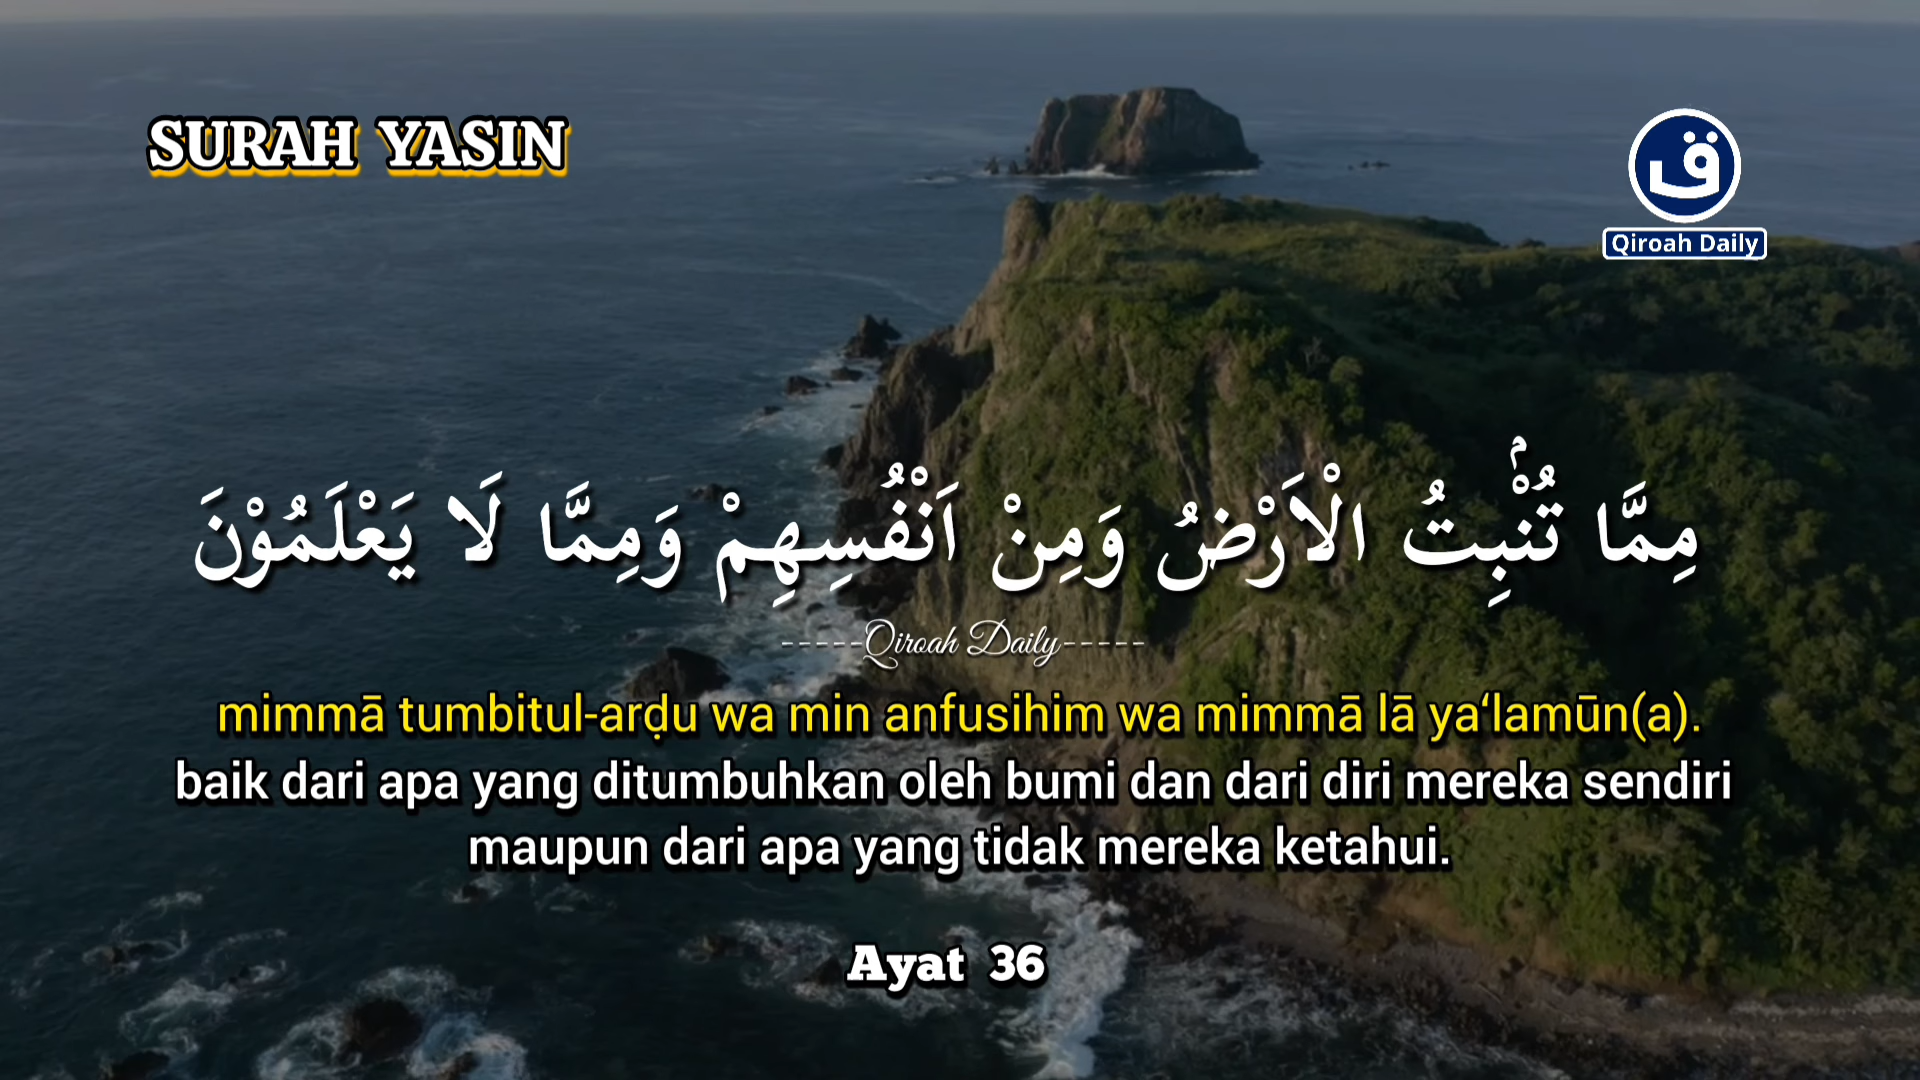 SURAH YASIN
ق
Qiroah Daily
مِمَّا تُنْۢبِتُ الْاَرْضُ وَمِنْ اَنْفُسِهِمْ وَمِمَّا لَا يَعْلَمُوْنَ
-----Qiroah Daily-----
mimmā tumbitul-arḍu wa min anfusihim wa mimmā lā ya‘lamūn(a).
baik dari apa yang ditumbuhkan oleh bumi dan dari diri mereka sendiri
maupun dari apa yang tidak mereka ketahui.
Ayat 36